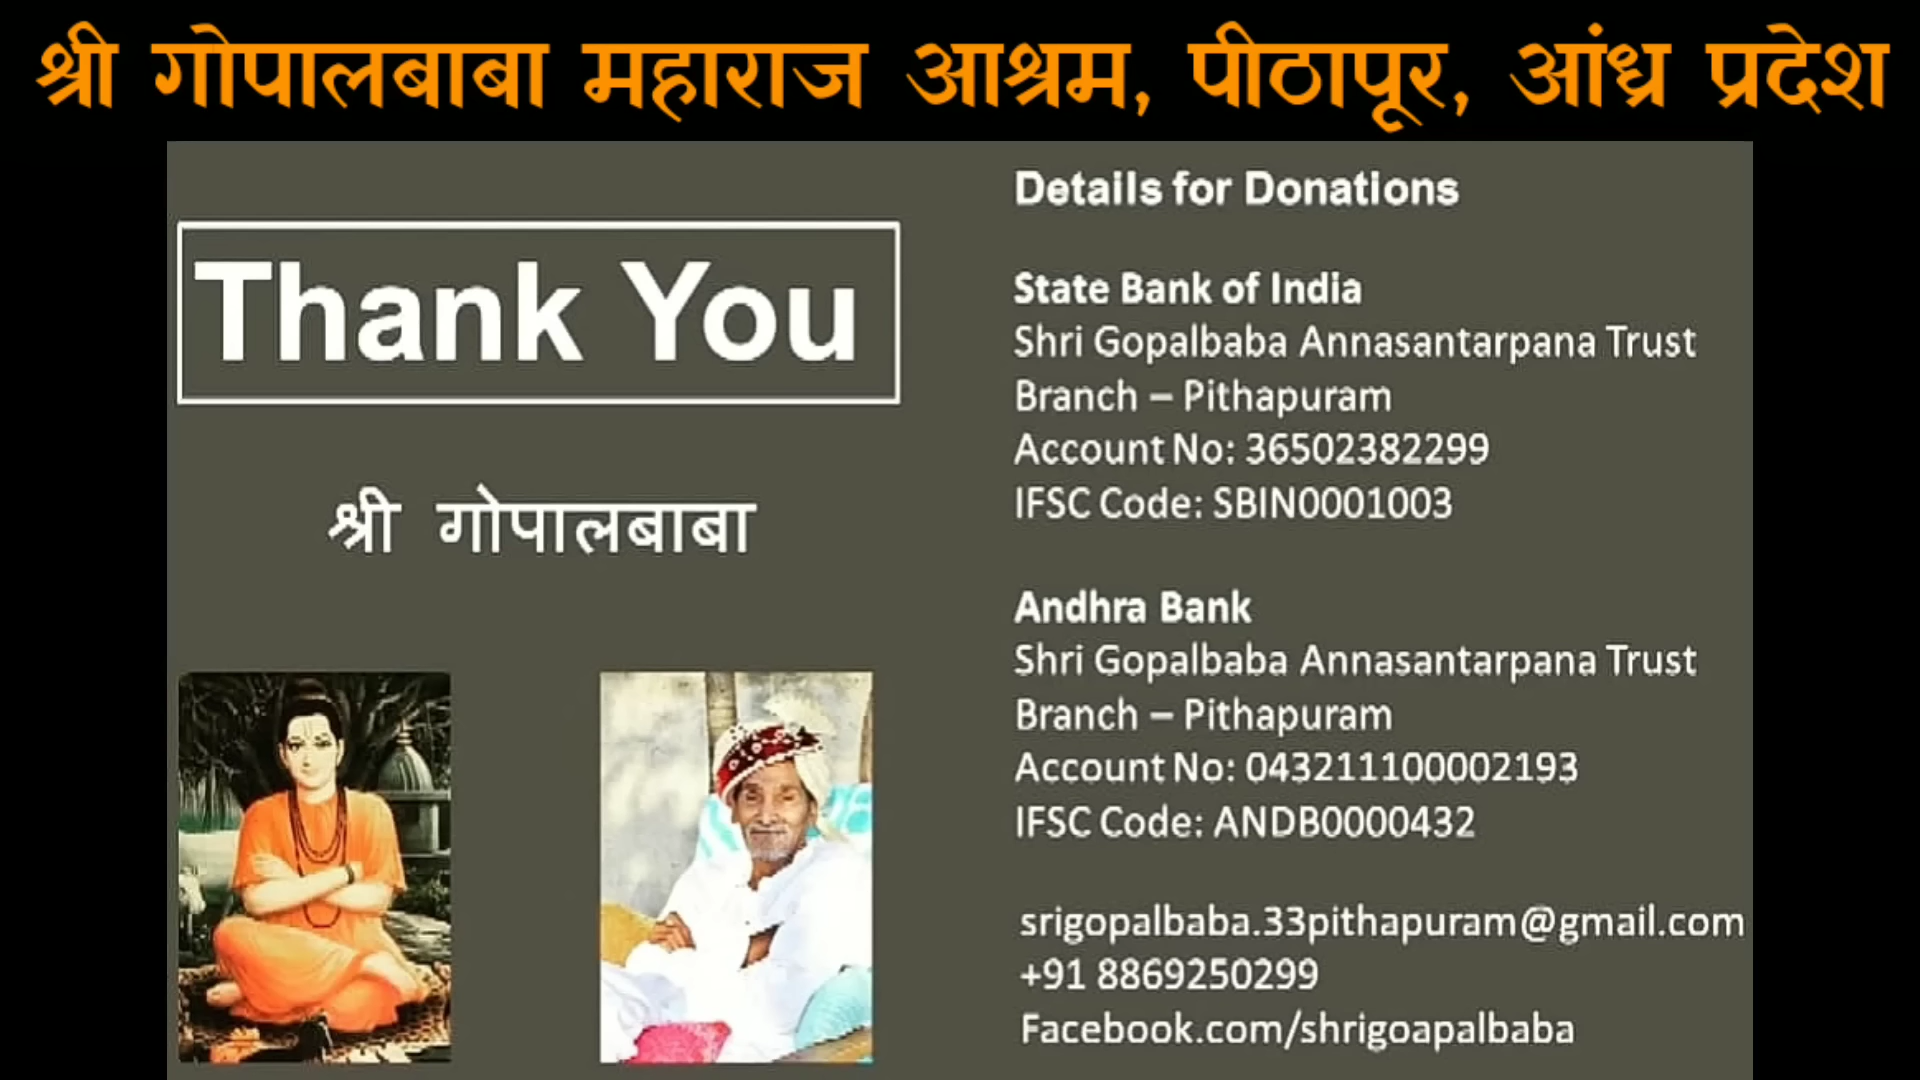 श्री गोपालबाबा महाराज आश्रम, पीठापूर, आंध्र प्रदेश
Thank You
श्री गोपालबाबा
Details for Donations
State Bank of India
Shri Gopalbaba Annasantarpana Trust
Branch – Pithapuram
Account No: 36502382299
IFSC Code: SBIN0001003
Andhra Bank
Shri Gopalbaba Annasantarpana Trust
Branch – Pithapuram
Account No: 043211100002193
IFSC Code: ANDB0000432
srigopalbaba.33pithapuram@gmail.com
+91 8869250299
Facebook.com/shrigoapalbaba